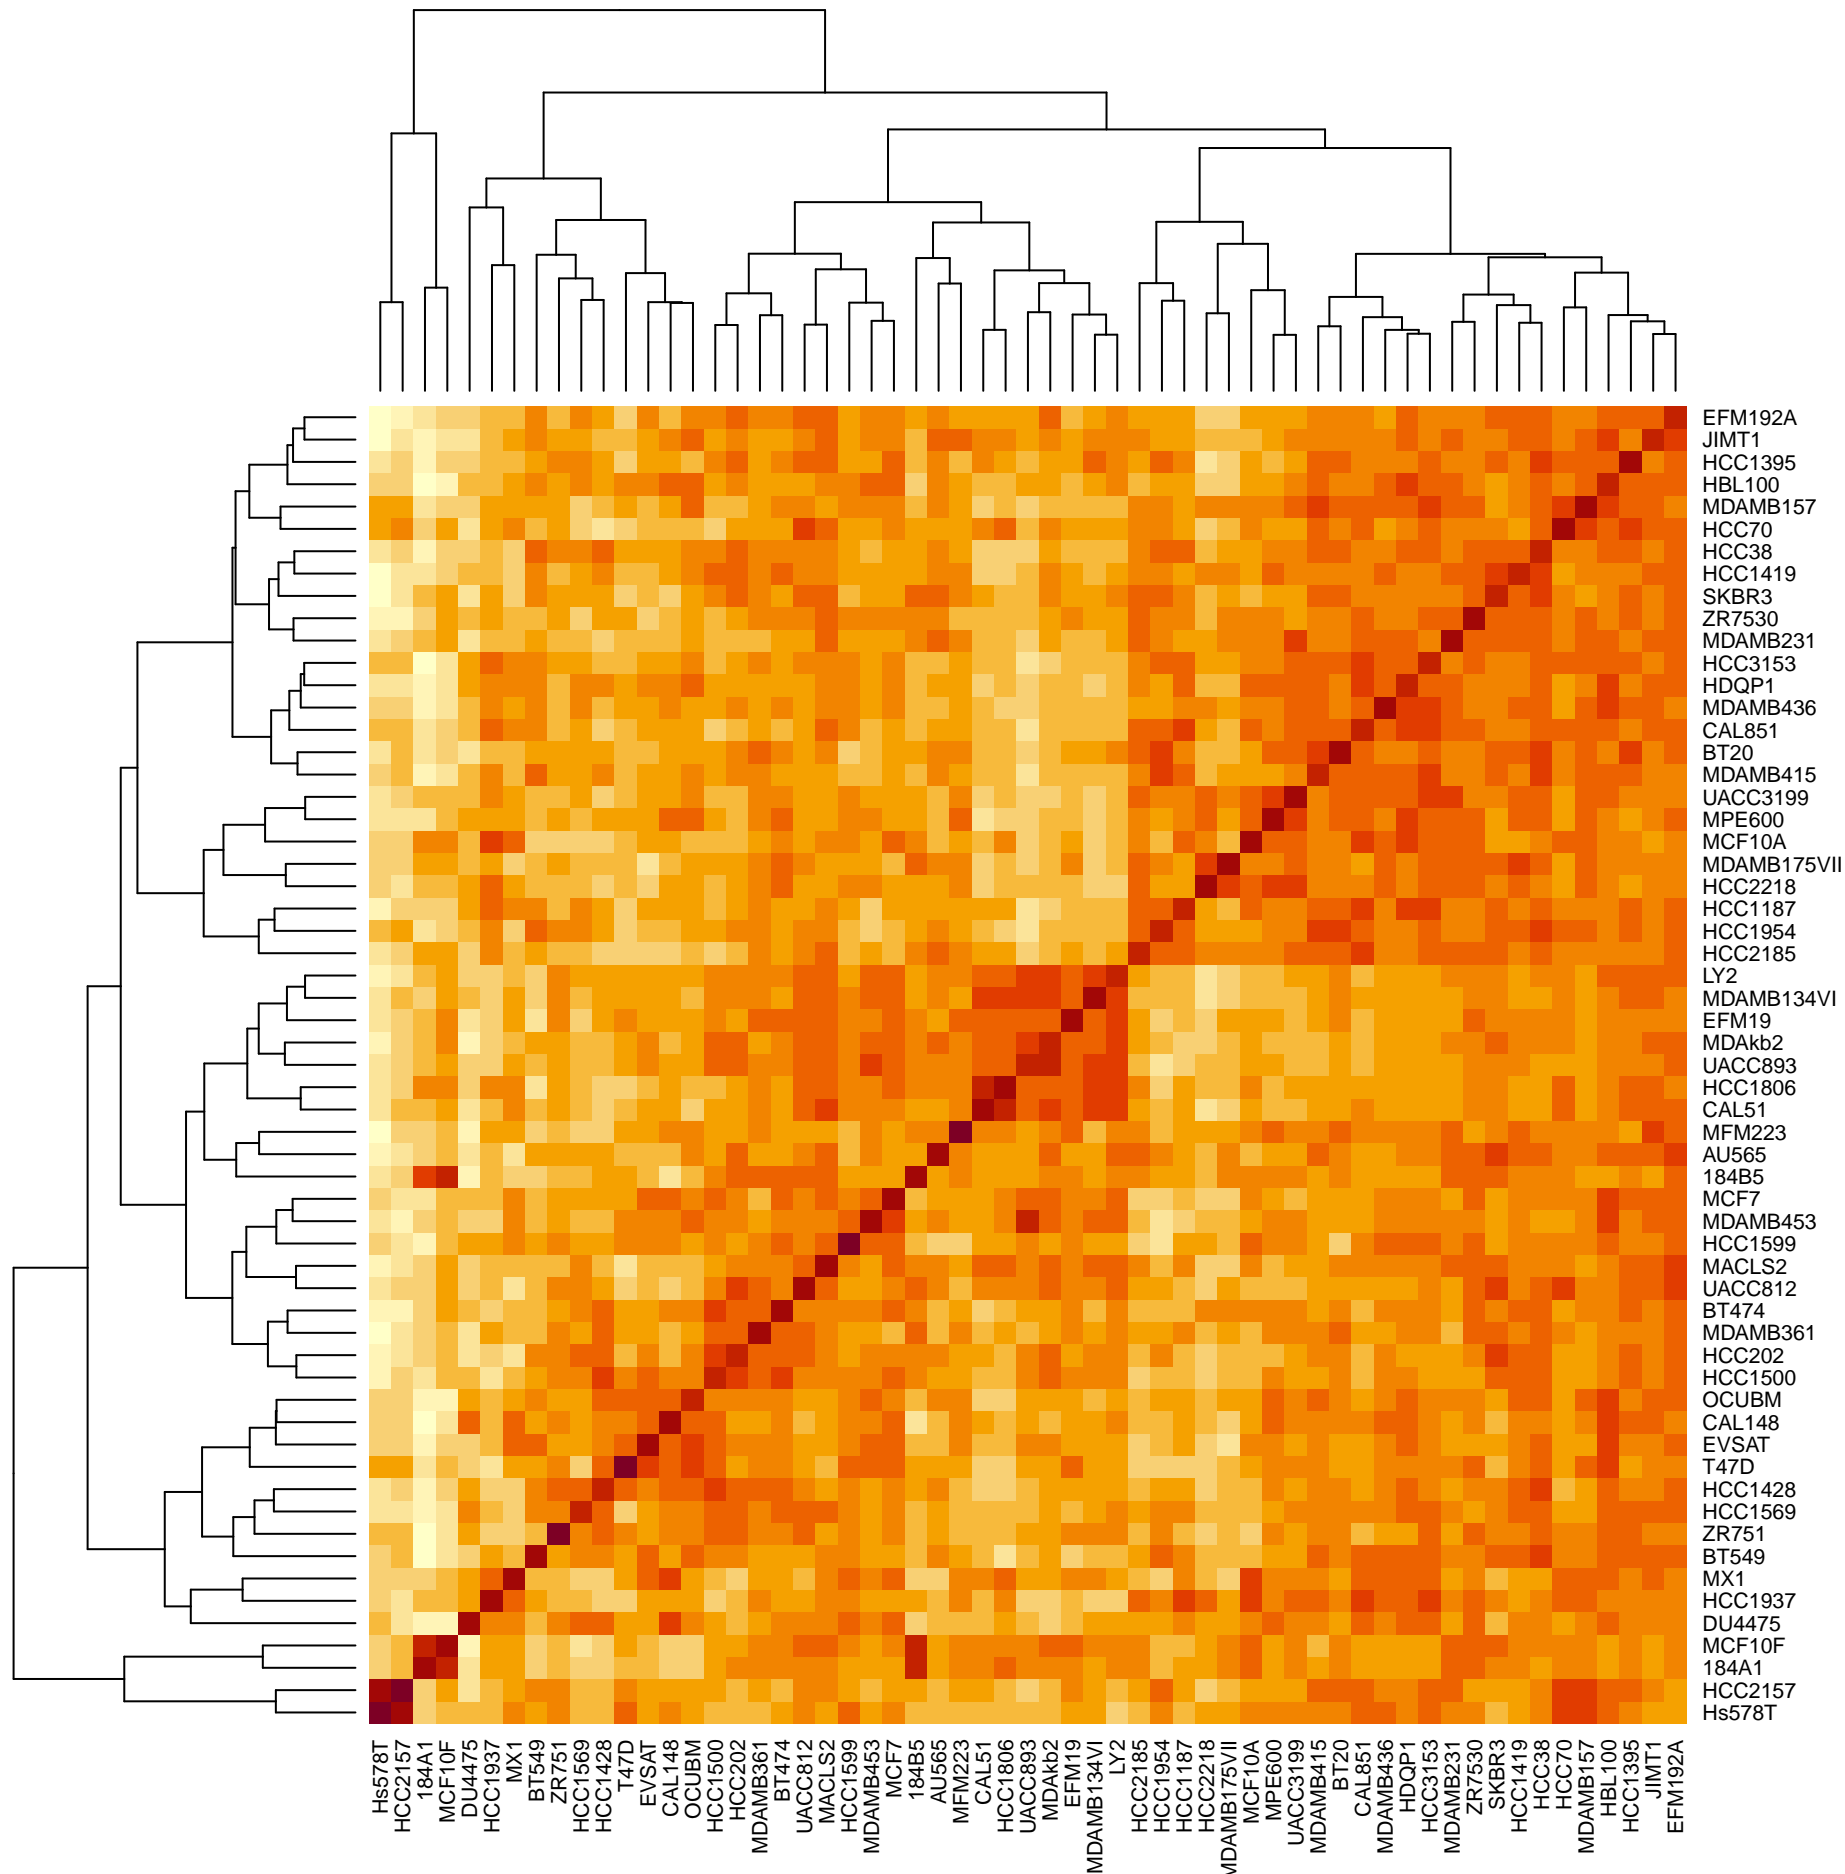 EFM192A
JIMT1
HCC1395
HBL100
MDAMB157
HCC70
HCC38
HCC1419
SKBR3
ZR7530
MDAMB231
HCC3153
HDQP1
MDAMB436
CAL851
BT20
MDAMB415
UACC3199
MPE600
MCF10A
MDAMB175VII
HCC2218
HCC1187
HCC1954
HCC2185
LY2
MDAMB134VI
EFM19
MDAkb2
UACC893
HCC1806
CAL51
MFM223
AU565
184B5
MCF7
MDAMB453
HCC1599
MACLS2
UACC812
BT474
MDAMB361
HCC202
HCC1500
OCUBM
CAL148
EVSAT
T47D
HCC1428
HCC1569
ZR751
BT549
MX1
HCC1937
DU4475
MCF10F
184A1
HCC2157
Hs578T
Hs578T
HCC2157
184A1
MCF10F
DU4475
HCC1937
MX1
BT549
ZR751
HCC1569
HCC1428
T47D
EVSAT
CAL148
OCUBM
HCC1500
HCC202
MDAMB361
BT474
UACC812
MACLS2
HCC1599
MDAMB453
MCF7
184B5
AU565
MFM223
CAL51
HCC1806
UACC893
MDAkb2
EFM19
MDAMB134VI
LY2
HCC2185
HCC1954
HCC1187
HCC2218
MDAMB175VII
MCF10A
MPE600
UACC3199
MDAMB415
BT20
CAL851
MDAMB436
HDQP1
HCC3153
MDAMB231
ZR7530
SKBR3
HCC1419
HCC38
HCC70
MDAMB157
HBL100
HCC1395
JIMT1
EFM192A